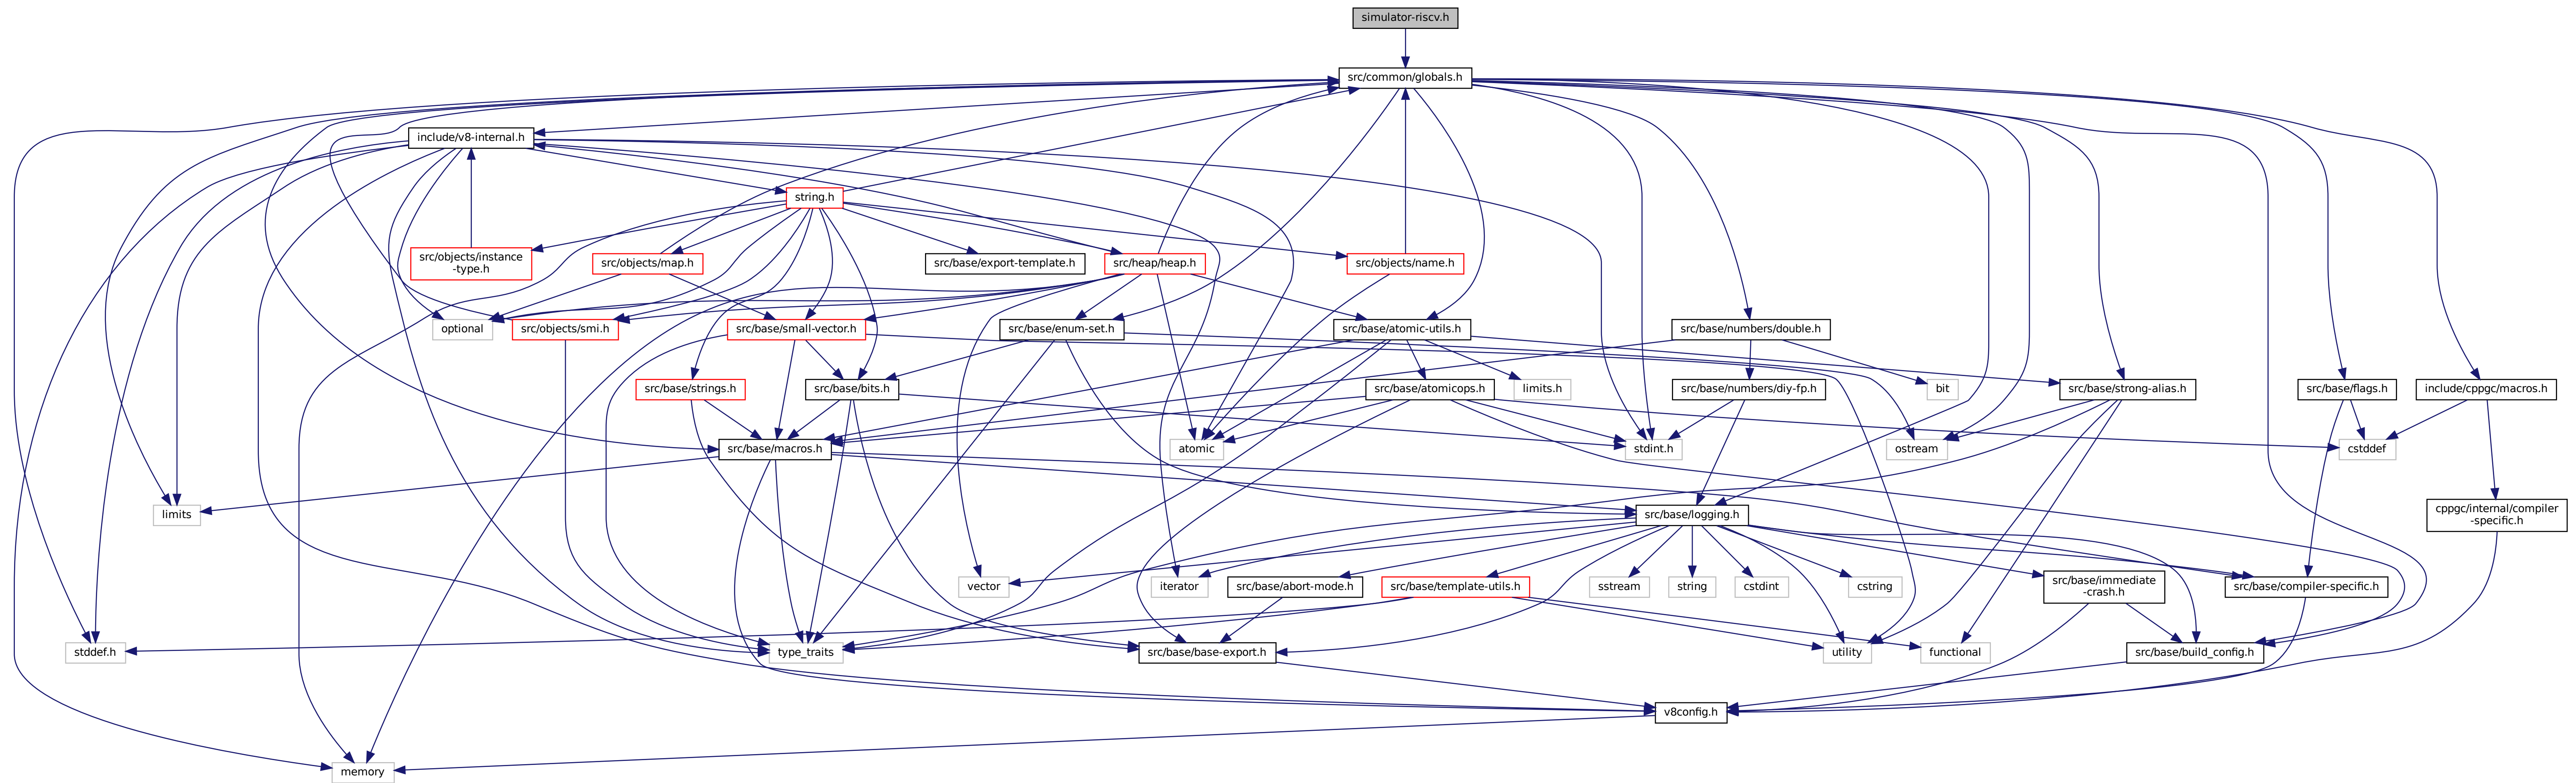 simulator-riscv.h
src/common/globals.h
include/v8-internal.h
string.h
src/objects/instance
-type.h
src/objects/map.h
src/base/export-template.h
src/heap/heap.h
src/objects/name.h
optional
src/objects/smi.h
src/base/small-vector.h
src/base/enum-set.h
src/base/atomic-utils.h
src/base/numbers/double.h
src/base/strings.h
src/base/bits.h
src/base/atomicops.h
limits.h
src/base/numbers/diy-fp.h
bit
src/base/strong-alias.h
src/base/flags.h
include/cppgc/macros.h
src/base/macros.h
atomic
stdint.h
ostream
cstddef
limits
src/base/logging.h
cppgc/internal/compiler
-specific.h
vector
iterator
src/base/abort-mode.h
src/base/template-utils.h
sstream
string
cstdint
cstring
src/base/immediate
-crash.h
src/base/compiler-specific.h
stddef.h
type_traits
src/base/base-export.h
utility
functional
src/base/build_config.h
v8config.h
memory